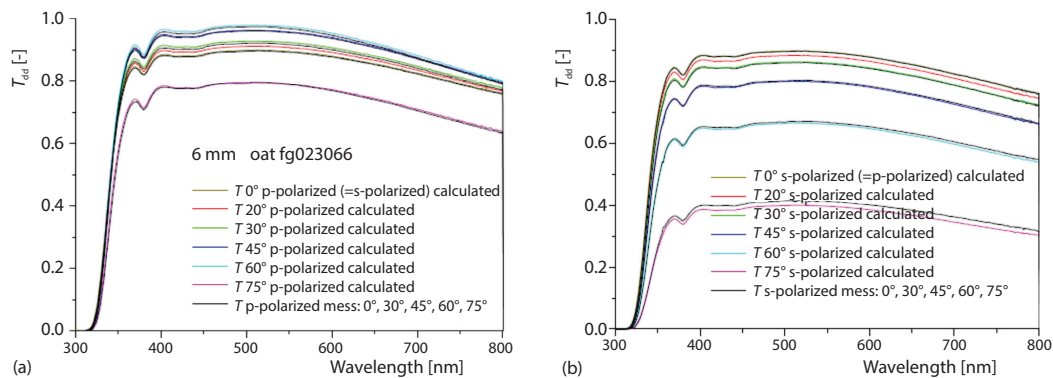 1.0
0.8
0.6
0.4
0.2
0.0
T dd [-]
6 mm oat fg023066
T 0° p-polarized (=s-polarized) calculated
T 20° p-polarized calculated
T 30° p-polarized calculated
T 45° p-polarized calculated
T 60° p-polarized calculated
T 75° p-polarized calculated
T p-polarized mess: 0°, 30°, 45°, 60°, 75°
300 400 500 600 700 800
(a) Wavelength [nm]
1.0
0.8
0.6
0.4
0.2
0.0
T dd [-]
T 0° s-polarized (=p-polarized) calculated
T 20° s-polarized calculated
T 30° s-polarized calculated
T 45° s-polarized calculated
T 60° s-polarized calculated
T 75° s-polarized calculated
T s-polarized mess: 0°, 30°, 45°, 60°, 75°
300 400 500 600 700 800
(b) Wavelength [nm]